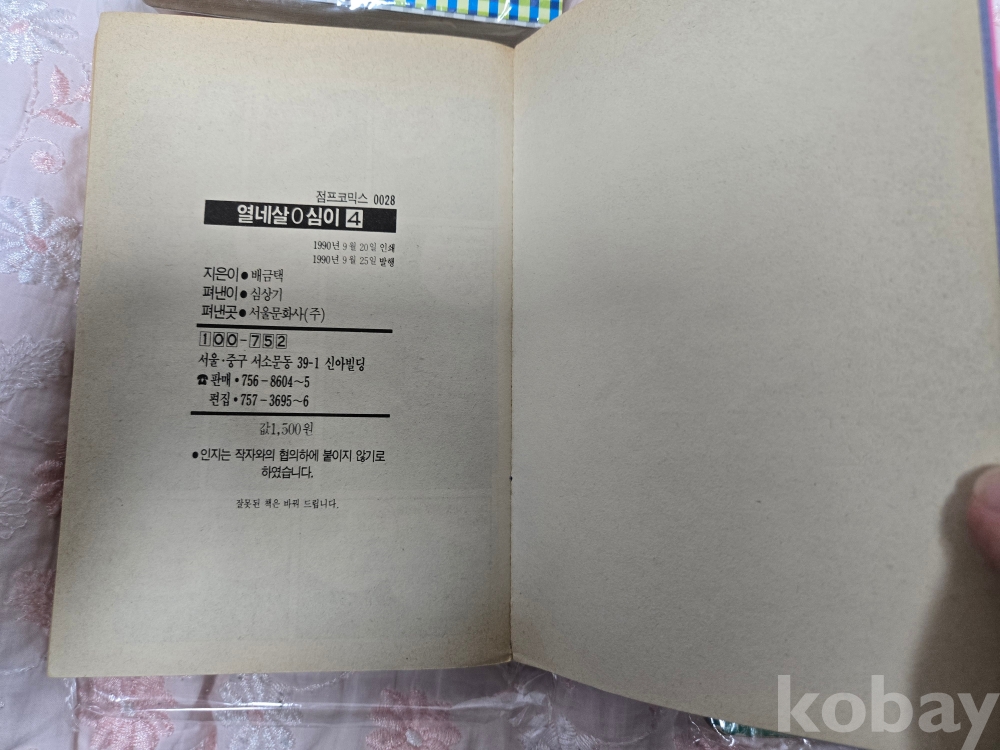 점프코믹스 0028
열네살 0심이 4
1990년 9월 20일 인쇄
1990년 9월 25일 발행
지은이●배금택
펴낸이●심상기
펴낸곳●서울문화사(주)
100-752
서울·중구 서소문동 39-1 신아빌딩
☎판매·756-8604~5
편집·757-3695~6
값1,500원
●인지는 작자와의 협의하에 붙이지 않기로
하였습니다.
잘못된 책은 바꿔 드립니다.
kobay